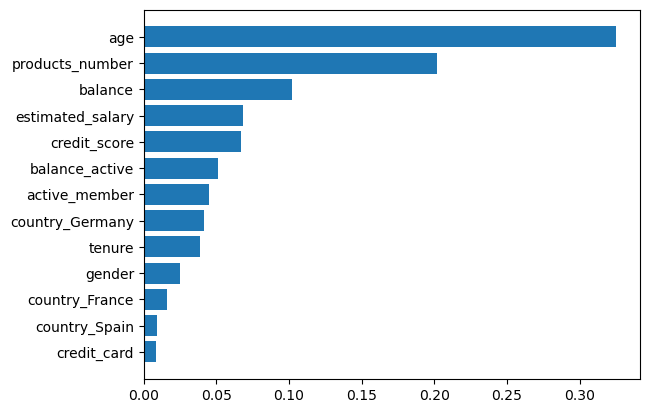 age
products_number
balance
estimated_salary
credit_score
balance_active
active_member
country_Germany
tenure
gender
country_France
country_Spain
credit_card
0.00 0.05 0.10 0.15 0.20 0.25 0.30